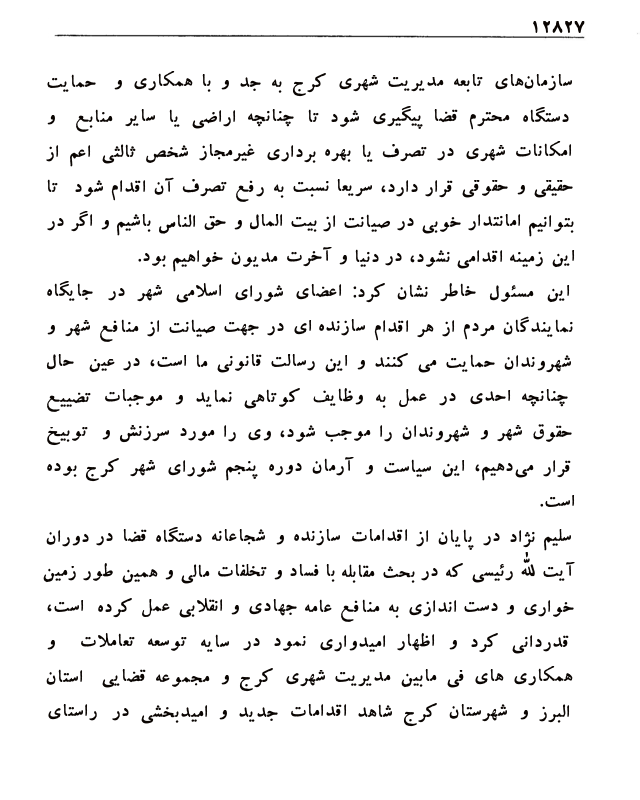 ۱۲۸۲۷
سازمان‌های تابعه مدیریت شهری کرج به جد و با همکاری و حمایت
دستگاه محترم قضا پیگیری شود تا چنانچه اراضی یا سایر منابع و
امکانات شهری در تصرف یا بهره برداری غیرمجاز شخص ثالثی اعم از
حقیقی و حقوقی قرار دارد، سریعا نسبت به رفع تصرف آن اقدام شود تا
بتوانیم امانتدار خوبی در صیانت از بیت المال و حق الناس باشیم و اگر در
این زمینه اقدامی نشود، در دنیا و آخرت مدیون خواهیم بود.
این مسئول خاطر نشان کرد: اعضای شورای اسلامی شهر در جایگاه
نمایندگان مردم از هر اقدام سازنده ای در جهت صیانت از منافع شهر و
شهروندان حمایت می کنند و این رسالت قانونی ما است، در عین حال
چنانچه احدی در عمل به وظایف کوتاهی نماید و موجبات تضییع
حقوق شهر و شهروندان را موجب شود، وی را مورد سرزنش و توبیخ
قرار می‌دهیم، این سیاست و آرمان دوره پنجم شورای شهر کرج بوده
است.
سلیم نژاد در پایان از اقدامات سازنده و شجاعانه دستگاه قضا در دوران
آیت الله رئیسی که در بحث مقابله با فساد و تخلفات مالی و همین طور زمین
خواری و دست اندازی به منافع عامه جهادی و انقلابی عمل کرده است،
قدردانی کرد و اظهار امیدواری نمود در سایه توسعه تعاملات و
همکاری های فی مابین مدیریت شهری کرج و مجموعه قضایی استان
البرز و شهرستان کرج شاهد اقدامات جدید و امیدبخشی در راستای